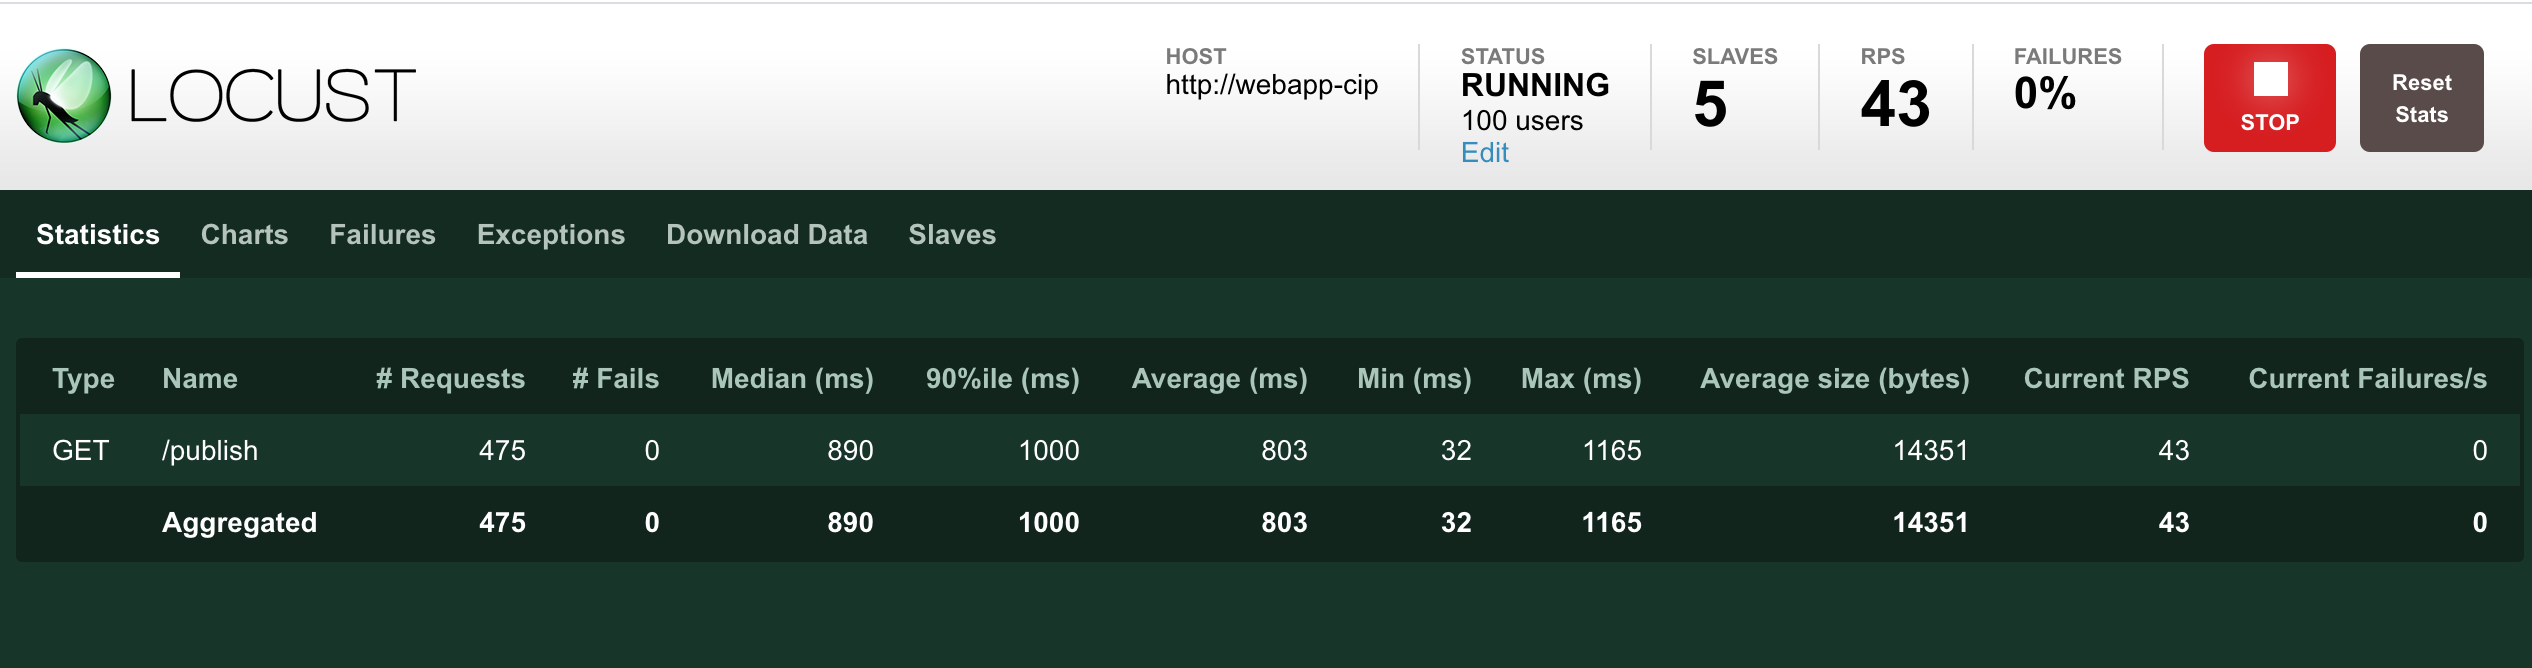 LOCUST
HOST
http://webapp-cip
STATUS
RUNNING
100 users
Edit
SLAVES
5
RPS
43
FAILURES
0%
STOP
Reset
Stats
Statistics Charts Failures Exceptions Download Data Slaves
Type Name # Requests # Fails Median (ms) 90%ile (ms) Average (ms) Min (ms) Max (ms) Average size (bytes) Current RPS Current Failures/s
GET /publish 475 0 890 1000 803 32 1165 14351 43 0
Aggregated 475 0 890 1000 803 32 1165 14351 43 0